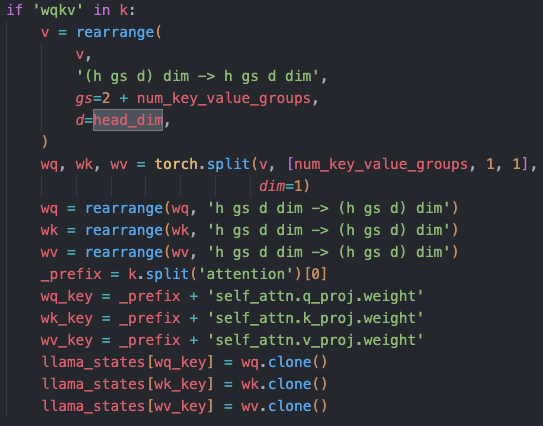 if 'wqkv' in k:
    v = rearrange(
        v,
        '(h gs d) dim -> h gs d dim',
        gs=2 + num_key_value_groups,
        d=head_dim,
    )
    wq, wk, wv = torch.split(v, [num_key_value_groups, 1, 1],
                             dim=1)
    wq = rearrange(wq, 'h gs d dim -> (h gs d) dim')
    wk = rearrange(wk, 'h gs d dim -> (h gs d) dim')
    wv = rearrange(wv, 'h gs d dim -> (h gs d) dim')
    _prefix = k.split('attention')[0]
    wq_key = _prefix + 'self_attn.q_proj.weight'
    wk_key = _prefix + 'self_attn.k_proj.weight'
    wv_key = _prefix + 'self_attn.v_proj.weight'
    llama_states[wq_key] = wq.clone()
    llama_states[wk_key] = wk.clone()
    llama_states[wv_key] = wv.clone()